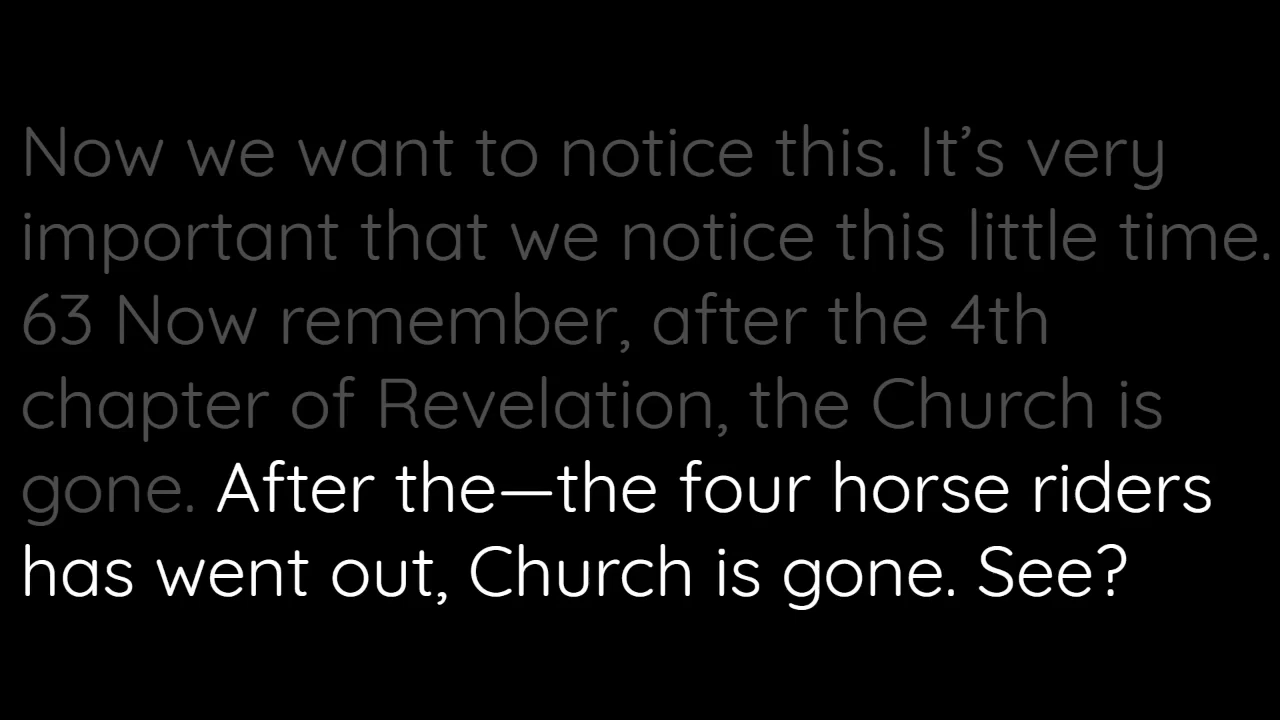 Now we want to notice this. It’s very
important that we notice this little time.
63 Now remember, after the 4th
chapter of Revelation, the Church is
gone. After the—the four horse riders
has went out, Church is gone. See?